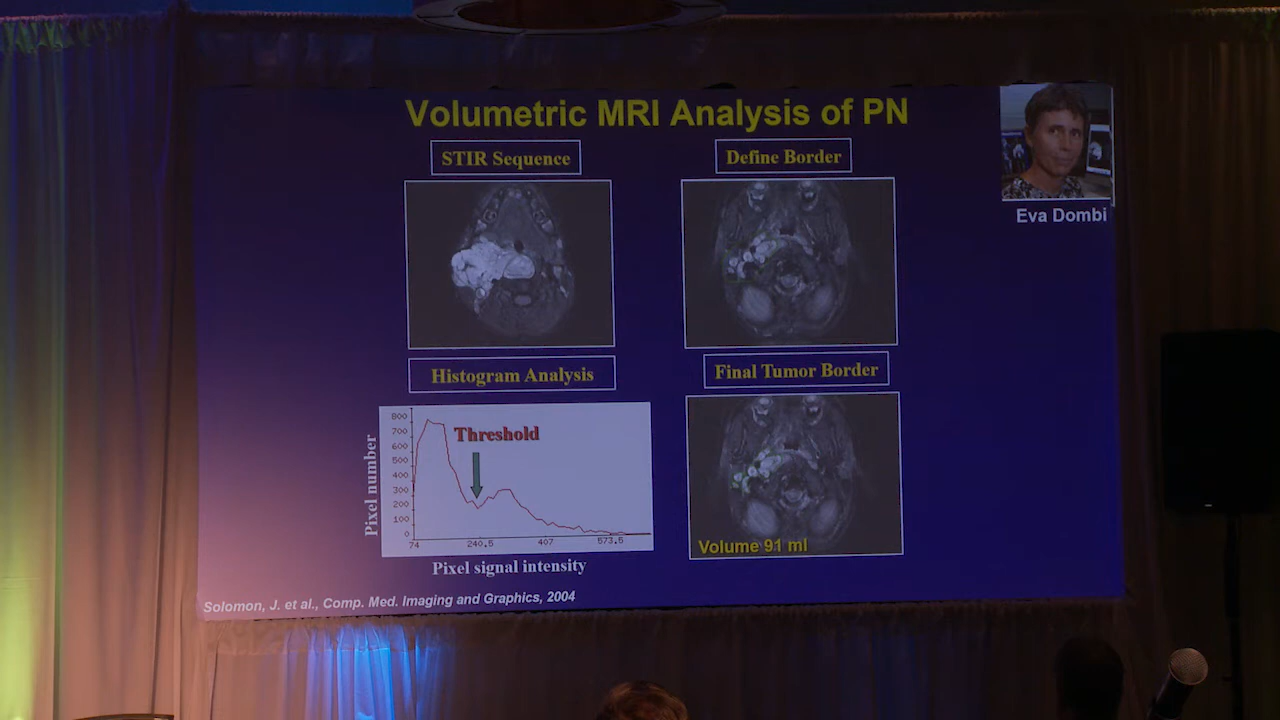 Volumetric MRI Analysis of PN
STIR Sequence
Define Border
Eva Dombi
Histogram Analysis
Final Tumor Border
Pixel number
800
700
600
500
400
300
200
100
0
Threshold
74 240.5 407 573.5
Pixel signal intensity
Volume 91 ml
Solomon, J. et al., Comp. Med. Imaging and Graphics, 2004